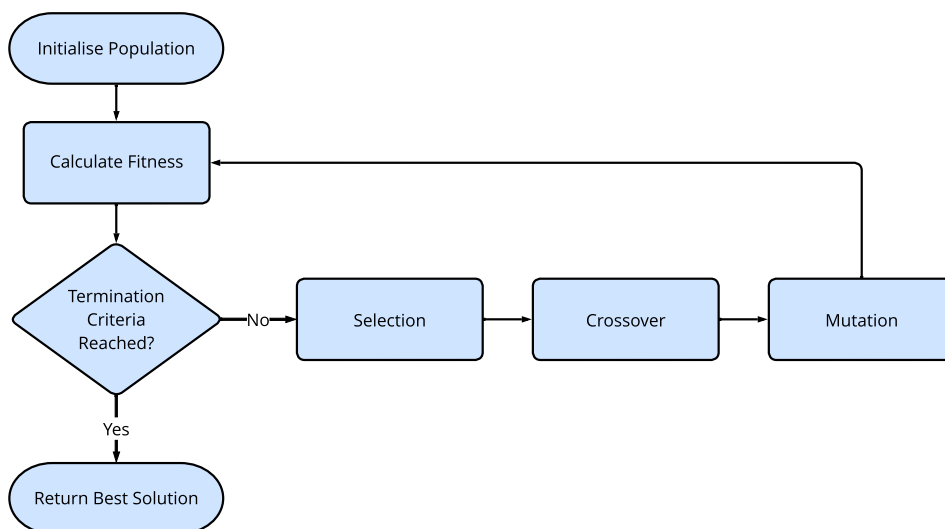 Initialise Population
Calculate Fitness
Termination
Criteria
Reached?
No
Selection
Crossover
Mutation
Yes
Return Best Solution